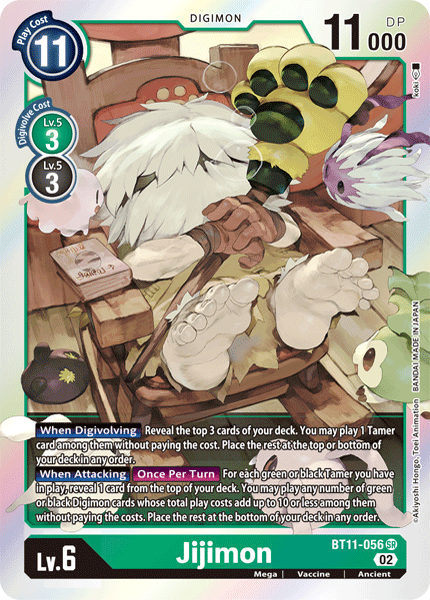 Play Cost
11
DIGIMON
11000
DP
Digivolve Cost
Lv.5
3
Lv.5
3
koki
When Digivolving Reveal the top 3 cards of your deck. You may play 1 Tamer
card among them without paying the cost. Place the rest at the top or bottom of
your deck in any order.
When Attacking Once Per Turn For each green or black Tamer you have
in play, reveal 1 card from the top of your deck. You may play any number of green
or black Digimon cards whose total play costs add up to 10 or less among them
without paying the costs. Place the rest at the bottom of your deck in any order.
©Akiyoshi Hongo, Toei Animation BANDAI MADE IN JAPAN
Lv.6
Jijimon
BT11-056 SR
02
Mega | Vaccine | Ancient